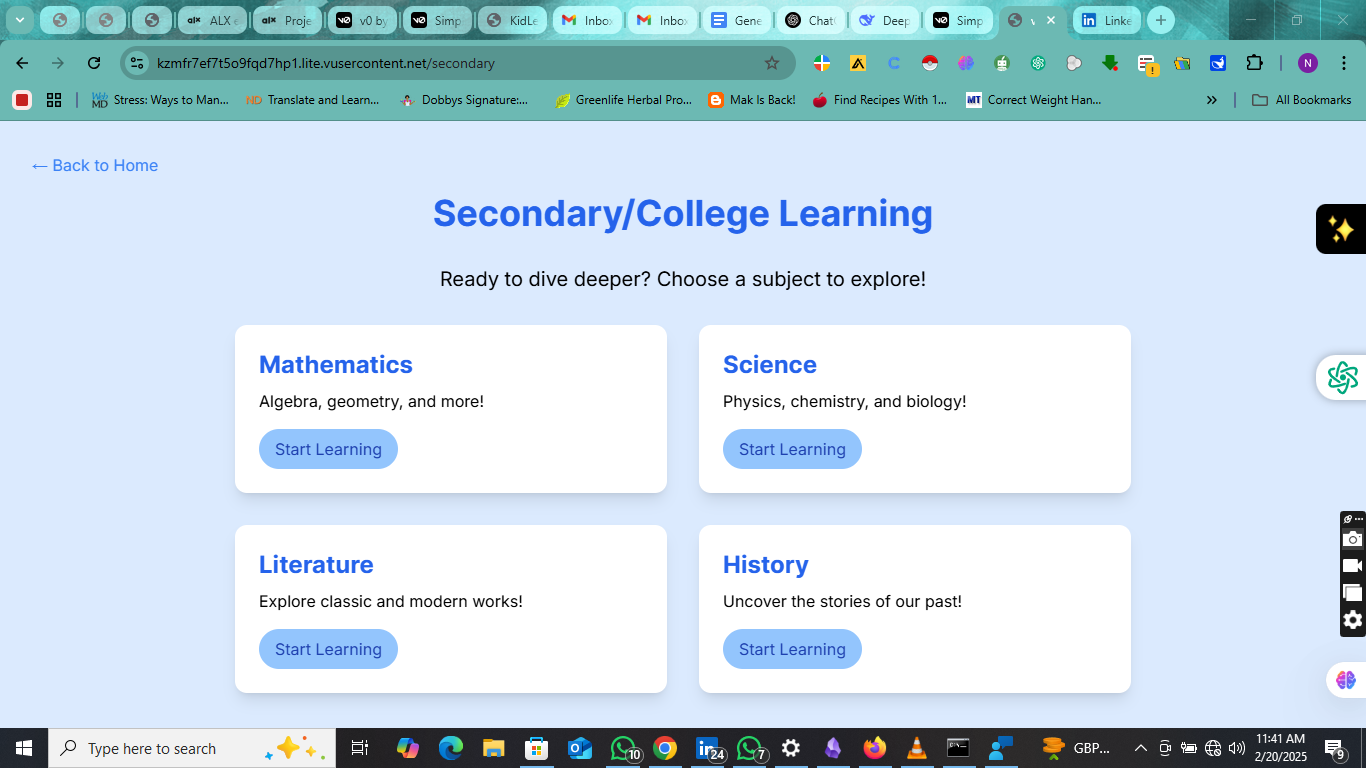 ALX e
Proje
v0 by
Simp
KidLe
Inbo
Inbo
Gene
Chat
Deep
Simp
v
Linke
kzmfr7ef7t5o9fqd7hp1.lite.vusercontent.net/secondary
N
Stress: Ways to Man...
Translate and Learn...
Dobbys Signature:...
Greenlife Herbal Pro...
Mak Is Back!
Find Recipes With 1...
MT
Correct Weight Han...
All Bookmarks
← Back to Home
Secondary/College Learning
Ready to dive deeper? Choose a subject to explore!
Mathematics
Algebra, geometry, and more!
Start Learning
Science
Physics, chemistry, and biology!
Start Learning
Literature
Explore classic and modern works!
Start Learning
History
Uncover the stories of our past!
Start Learning
Type here to search
10
24
7
GBP...
11:41 AM
2/20/2025
9